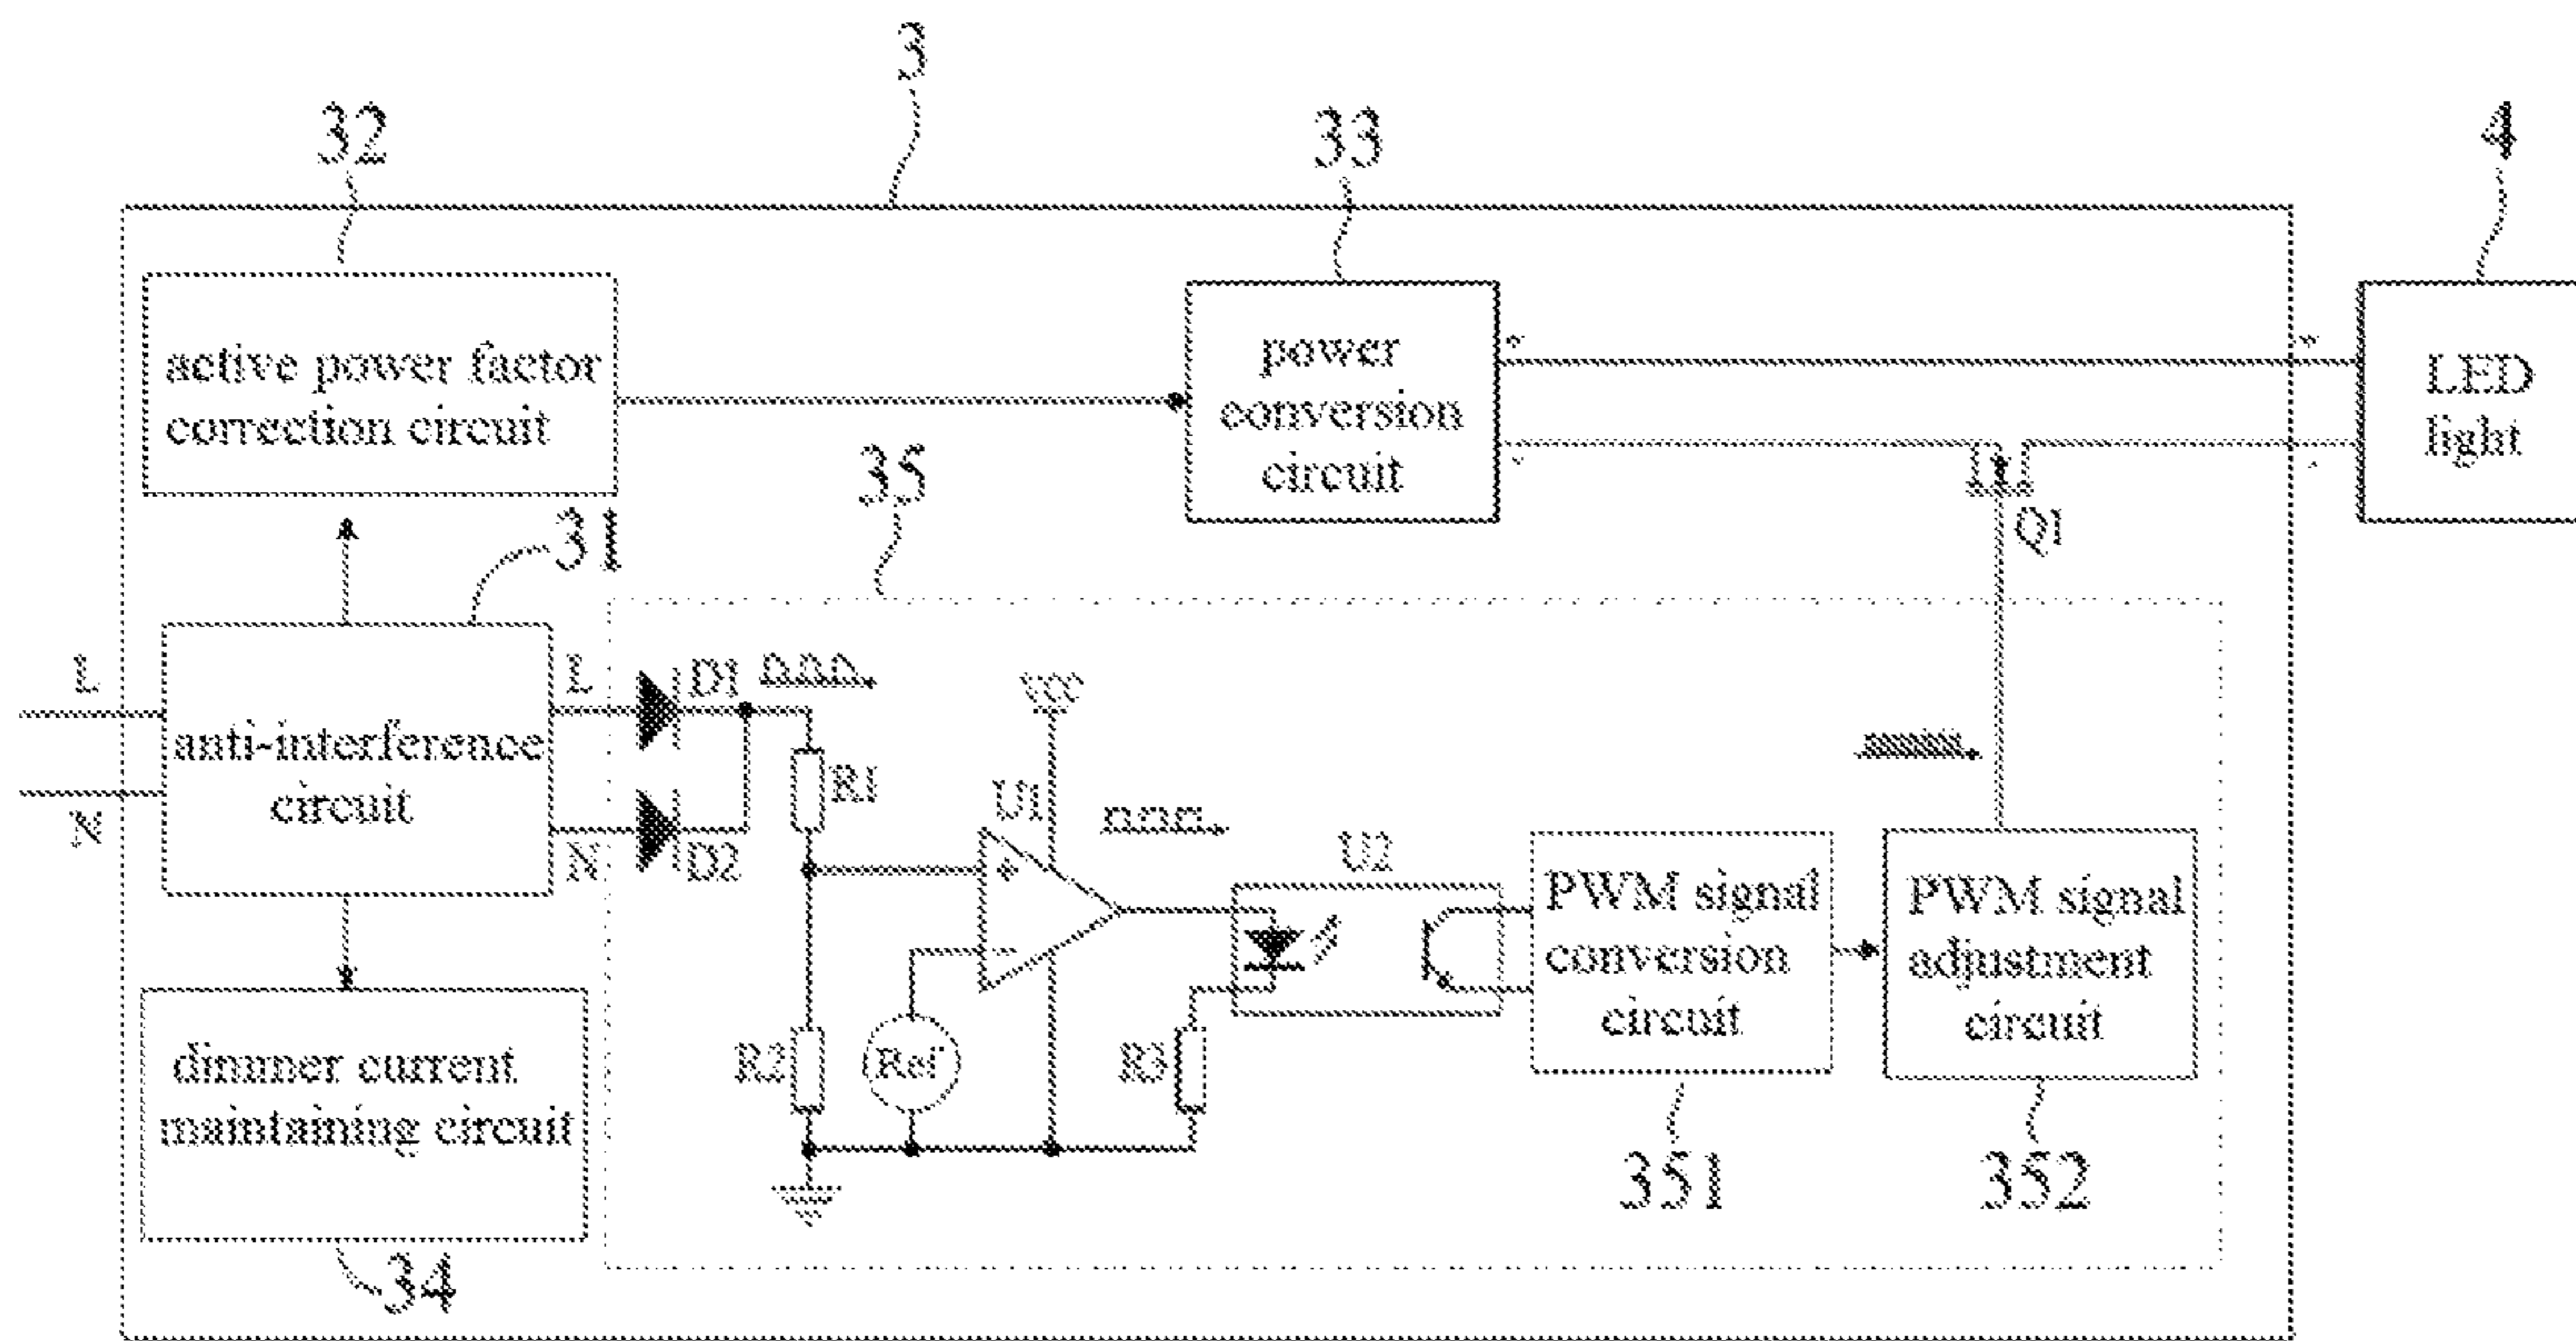 3
32
33
4
active power factor
correction circuit
power
conversion
circuit
LED
light
35
31
Q1
L
N
anti-interference
circuit
L
N
D1
D2
R1
VCC
U1
+
-
U2
R2
Ref
R3
PWM signal
conversion
circuit
PWM signal
adjustment
circuit
dimmer current
maintaining circuit
351
352
34